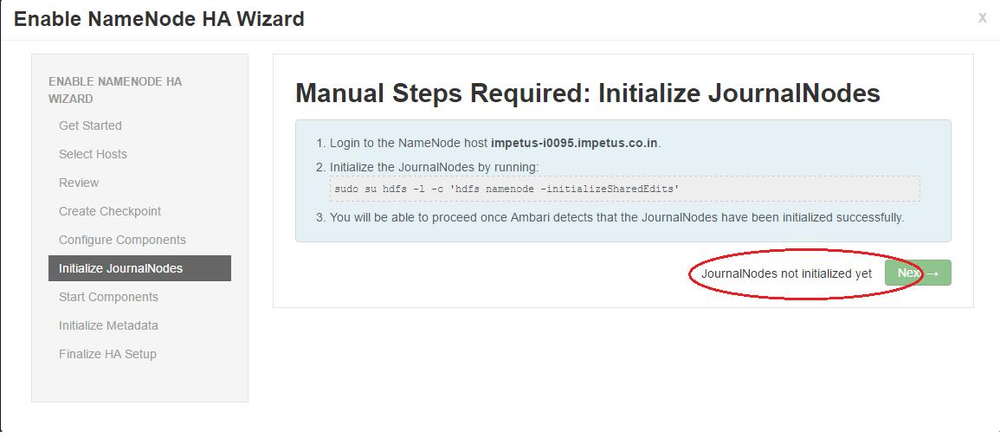 Enable NameNode HA Wizard
x
ENABLE NAMENODE HA
WIZARD
Get Started
Select Hosts
Review
Create Checkpoint
Configure Components
Initialize JournalNodes
Start Components
Initialize Metadata
Finalize HA Setup
Manual Steps Required: Initialize JournalNodes
1. Login to the NameNode host impetus-i0095.impetus.co.in.
2. Initialize the JournalNodes by running:
sudo su hdfs -l -c 'hdfs namenode -initializeSharedEdits'
3. You will be able to proceed once Ambari detects that the JournalNodes have been initialized successfully.
JournalNodes not initialized yet
Next →